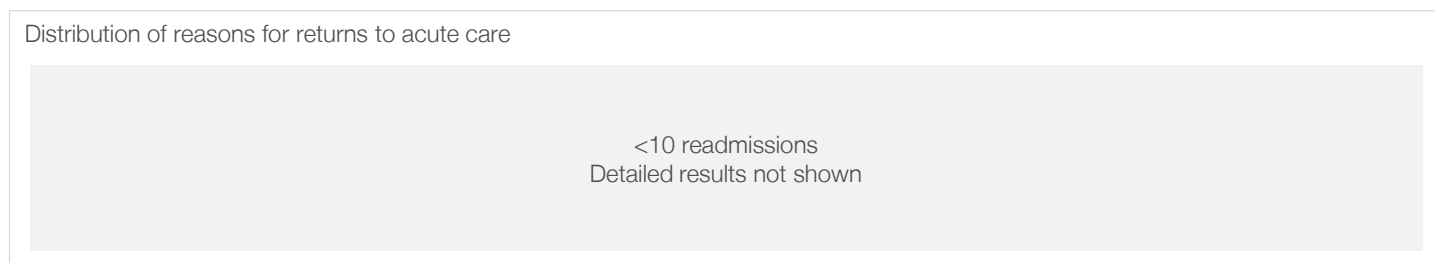 Distribution of reasons for returns to acute care
<10 readmissions
Detailed results not shown